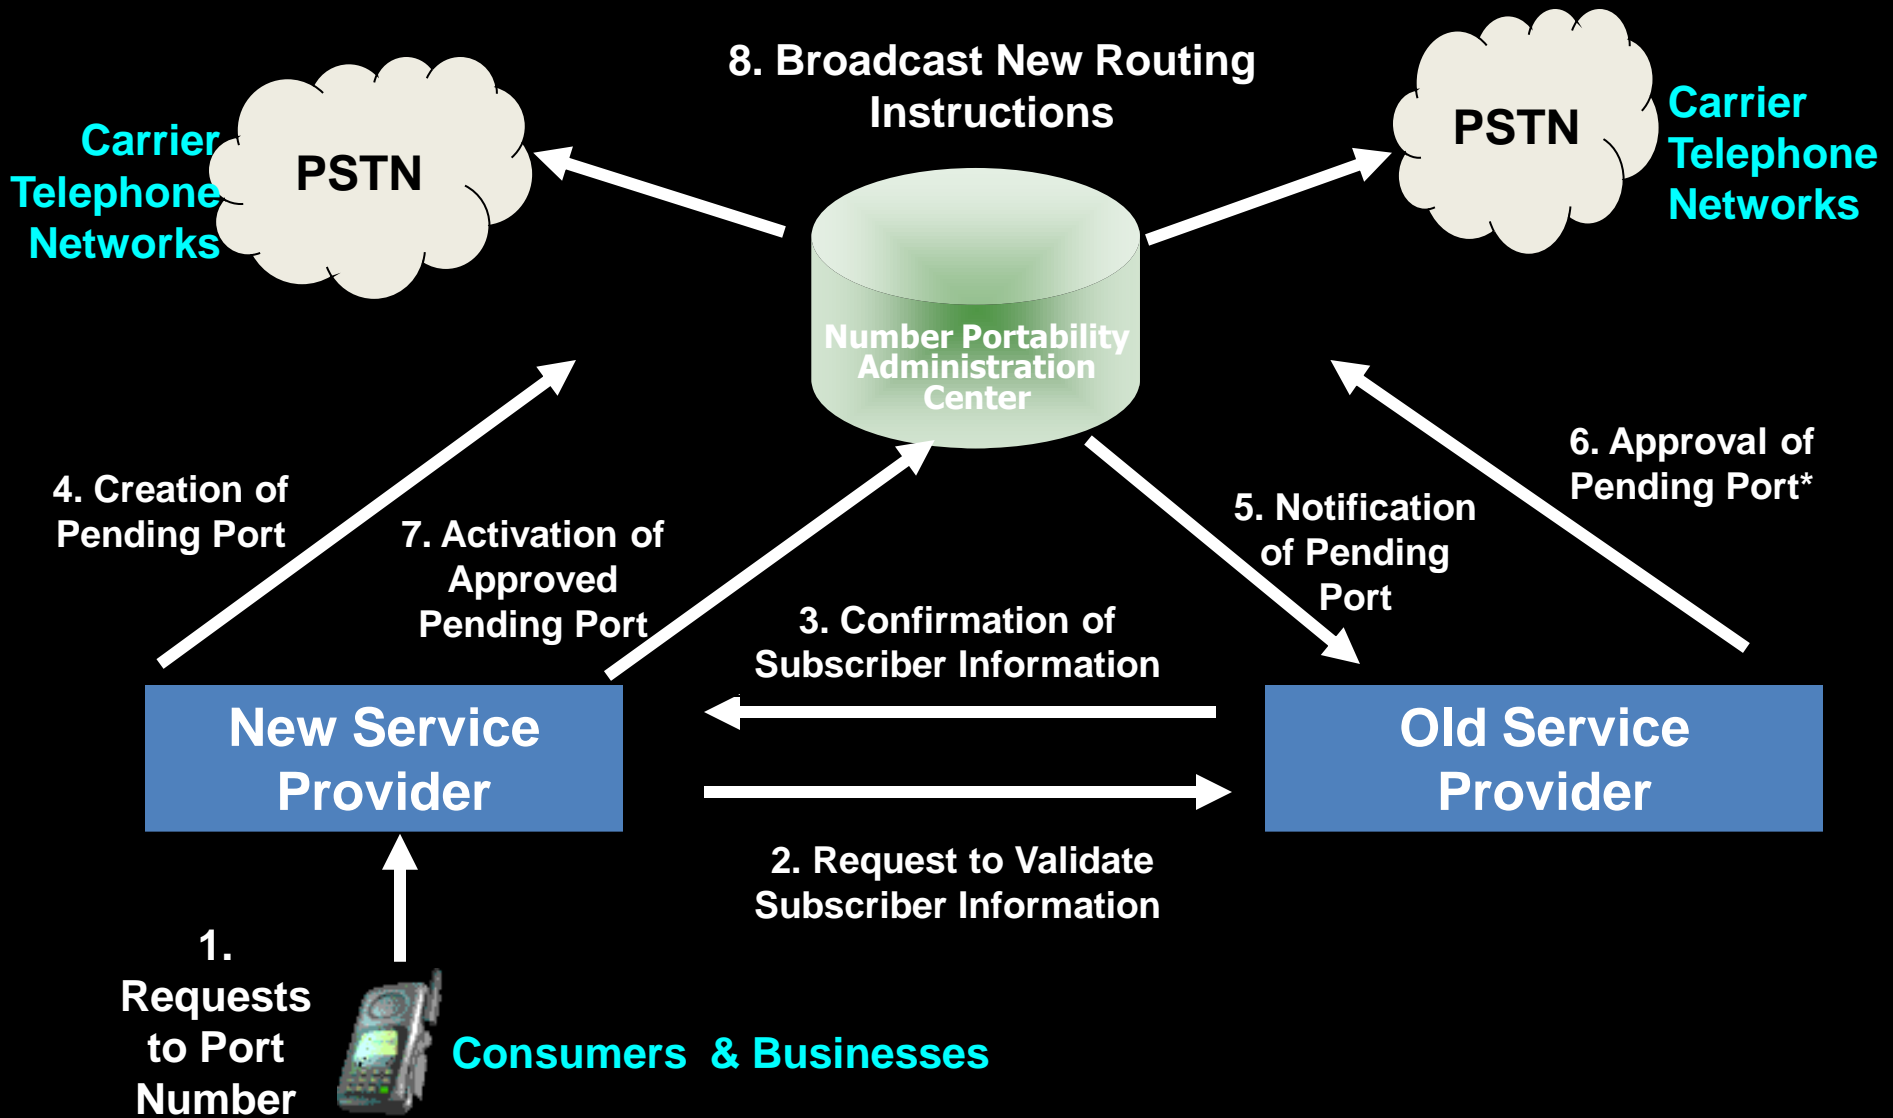 8. Broadcast New Routing
Instructions
Carrier
Telephone
Networks
PSTN
PSTN
Carrier
Telephone
Networks
Number Portability
Administration
Center
4. Creation of
Pending Port
7. Activation of
Approved
Pending Port
5. Notification
of Pending
Port
6. Approval of
Pending Port*
3. Confirmation of
Subscriber Information
New Service
Provider
Old Service
Provider
2. Request to Validate
Subscriber Information
1.
Requests
to Port
Number
Consumers & Businesses